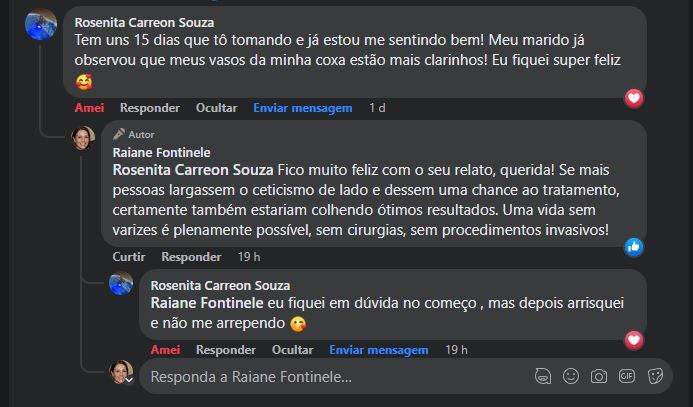 Rosenita Carreon Souza
Tem uns 15 dias que tô tomando e já estou me sentindo bem! Meu marido já
observou que meus vasos da minha coxa estão mais clarinhos! Eu fiquei super feliz
🥰
Amei Responder Ocultar Enviar mensagem 1 d
Autor
Raiane Fontinele
Rosenita Carreon Souza Fico muito feliz com o seu relato, querida! Se mais
pessoas largassem o ceticismo de lado e dessem uma chance ao tratamento,
certamente também estariam colhendo ótimos resultados. Uma vida sem
varizes é plenamente possível, sem cirurgias, sem procedimentos invasivos!
Curtir Responder 19 h
Rosenita Carreon Souza
Raiane Fontinele eu fiquei em dúvida no começo , mas depois arrisquei
e não me arrependo 😘
Amei Responder Ocultar Enviar mensagem 19 h
Responda a Raiane Fontinele...
GIF